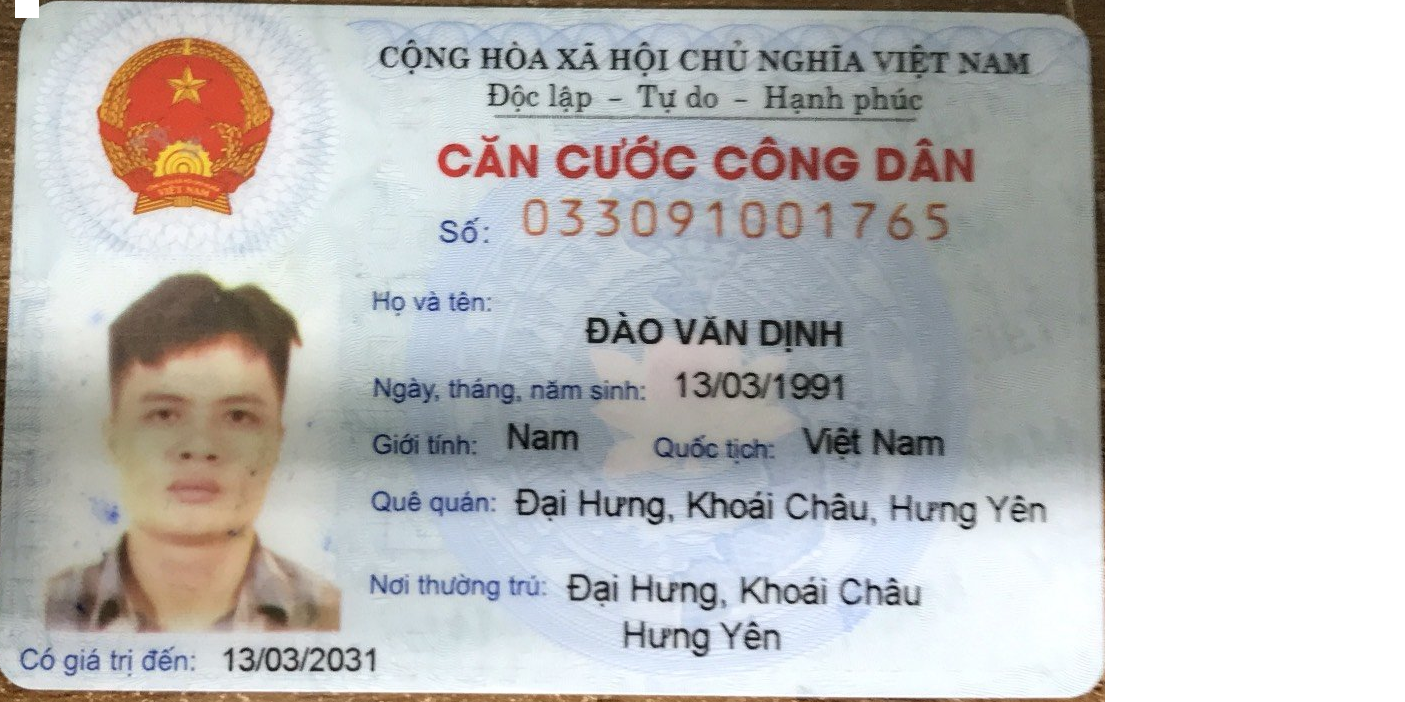 CỘNG HÒA XÃ HỘI CHỦ NGHĨA VIỆT NAM
Độc lập – Tự do – Hạnh phúc
CĂN CƯỚC CÔNG DÂN
Số: 033091001765
VIỆT NAM
Họ và tên:
ĐÀO VĂN DỊNH
Ngày, tháng, năm sinh: 13/03/1991
Giới tính: Nam Quốc tịch: Việt Nam
Quê quán: Đại Hưng, Khoái Châu, Hưng Yên
Nơi thường trú: Đại Hưng, Khoái Châu
Hưng Yên
Có giá trị đến: 13/03/2031